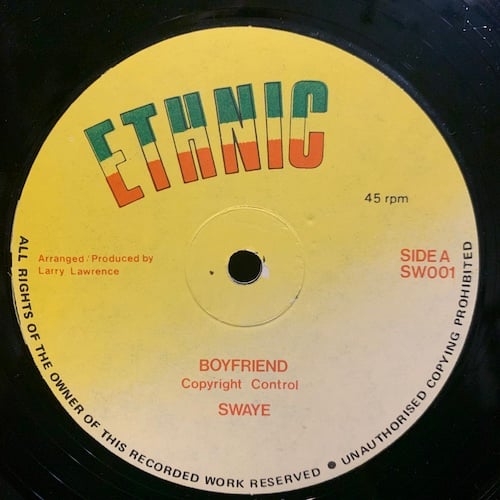 ETHNIC
45 rpm
Arranged/Produced by
Larry Lawrence
SIDE A
SW001
BOYFRIEND
Copyright Control
SWAYE
ALL RIGHTS OF THE OWNER OF THIS RECORDED WORK RESERVED ● UNAUTHORISED COPYING PROHIBITED